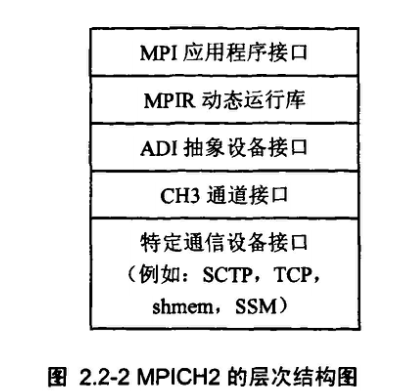 MPI 应用程序接口
MPIR 动态运行库
ADI 抽象设备接口
CH3 通道接口
特定通信设备接口
（例如：SCTP，TCP，
shmem，SSM）
图 2.2-2 MPICH2 的层次结构图